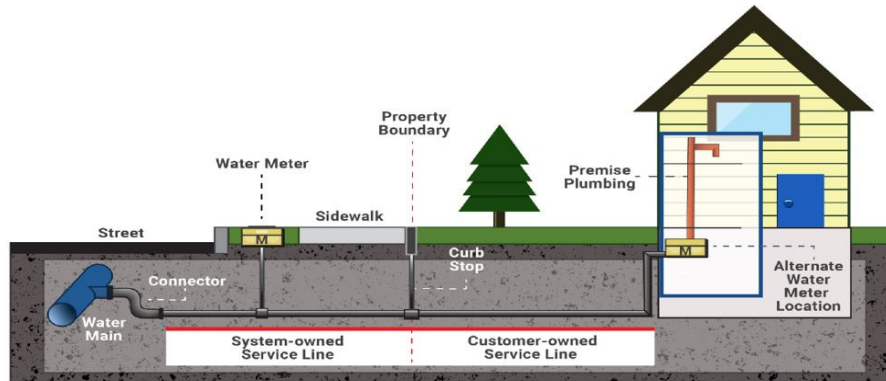 Property
Boundary
Water Meter
Premise
Plumbing
Sidewalk
Street
M
Curb
Stop
M
Connector
Alternate
Water
Meter
Location
Water
Main
System-owned
Service Line
Customer-owned
Service Line